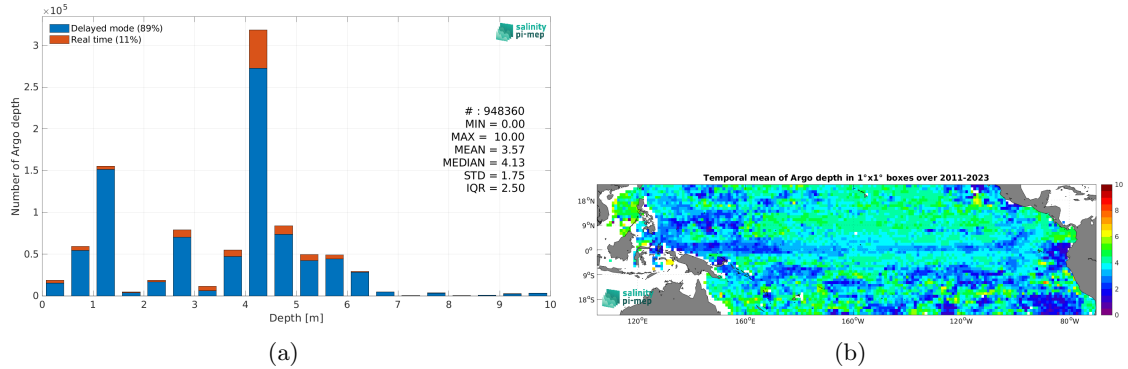 ×10⁵
Delayed mode (89%)
Real time (11%)
salinity
pi-mep
3
2.5
2
1.5
1
0.5
0
Number of Argo depth
# : 948360
MIN = 0.00
MAX = 10.00
MEAN = 3.57
MEDIAN = 4.13
STD = 1.75
IQR = 2.50
0 1 2 3 4 5 6 7 8 9 10
Depth [m]
(a)
Temporal mean of Argo depth in 1°x1° boxes over 2011-2023
18°N
9°N
0°
9°S
18°S
salinity
pi-mep
120°E 160°E 160°W 120°W 80°W
10
8
6
4
2
0
(b)